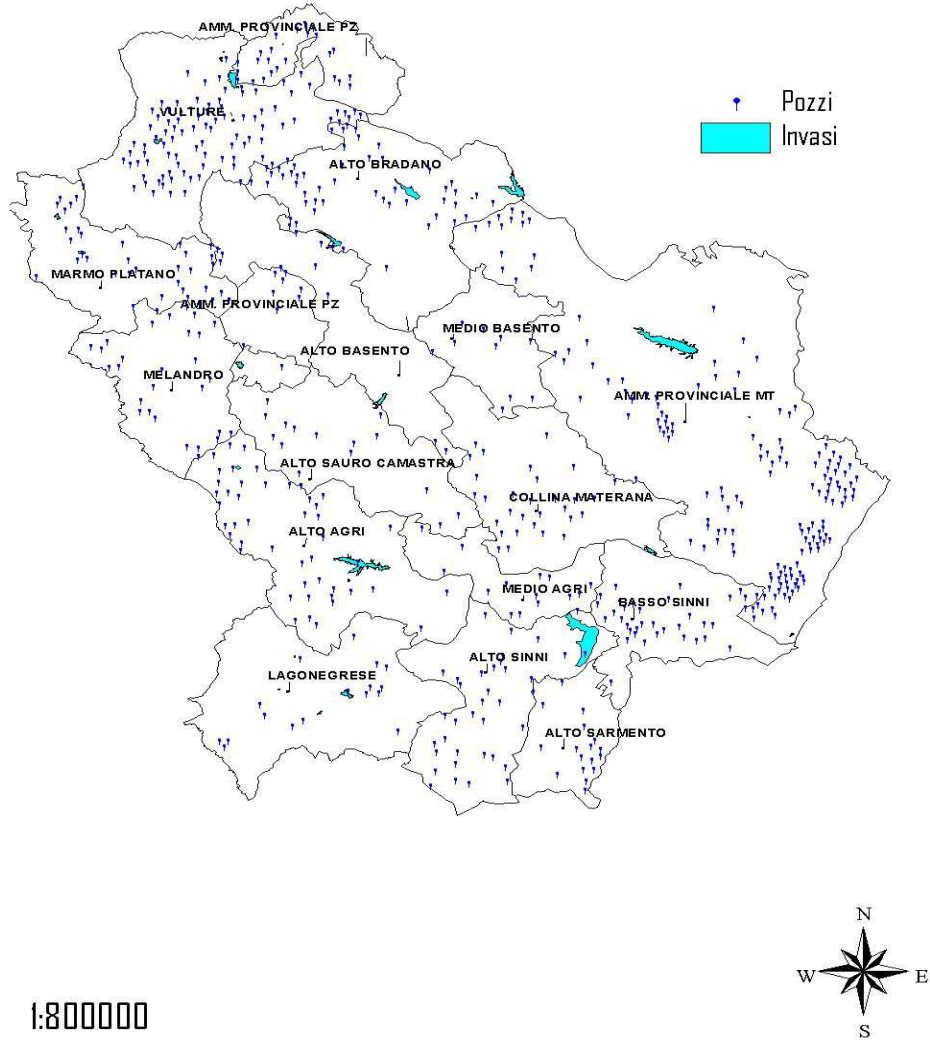 AMM. PROVINCIALE PZ
Pozzi
Invasi
VULTURE
ALTO BRADANO
MARMO PLATANO
AMM. PROVINCIALE PZ
MEDIO BASENTO
ALTO BASENTO
MELANDRO
AMM. PROVINCIALE MT
ALTO SAURO CAMASTRA
COLLINA MATERANA
ALTO AGRI
MEDIO AGRI
BASSO SINNI
ALTO SINNI
LAGONEGRESE
ALTO SARMENTO
N
W E
S
1:800000